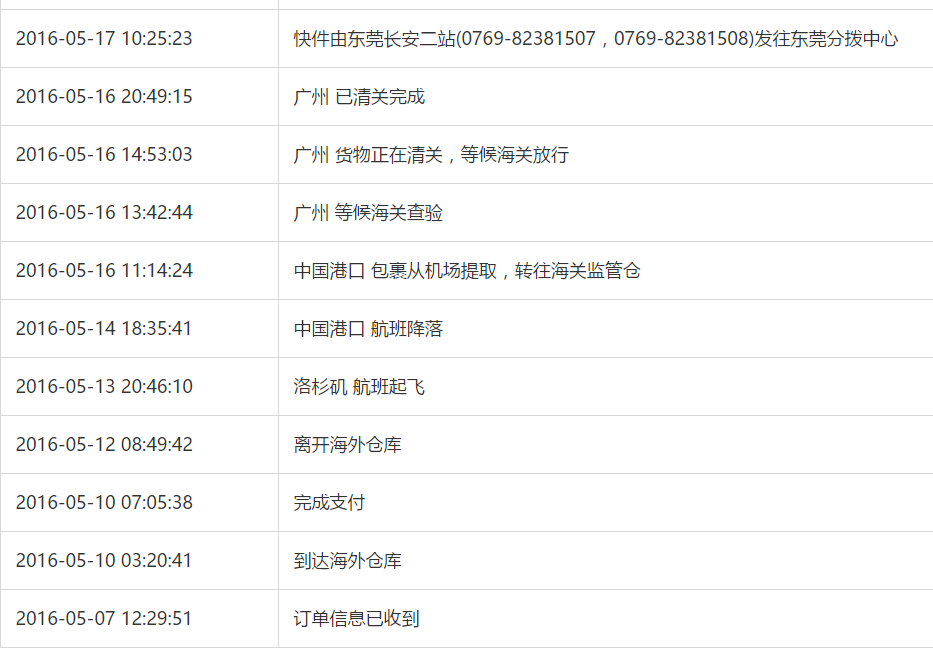 2016-05-17 10:25:23 快件由东莞长安二站(0769-82381507，0769-82381508)发往东莞分拨中心
2016-05-16 20:49:15 广州 已清关完成
2016-05-16 14:53:03 广州 货物正在清关，等候海关放行
2016-05-16 13:42:44 广州 等候海关查验
2016-05-16 11:14:24 中国港口 包裹从机场提取，转往海关监管仓
2016-05-14 18:35:41 中国港口 航班降落
2016-05-13 20:46:10 洛杉矶 航班起飞
2016-05-12 08:49:42 离开海外仓库
2016-05-10 07:05:38 完成支付
2016-05-10 03:20:41 到达海外仓库
2016-05-07 12:29:51 订单信息已收到